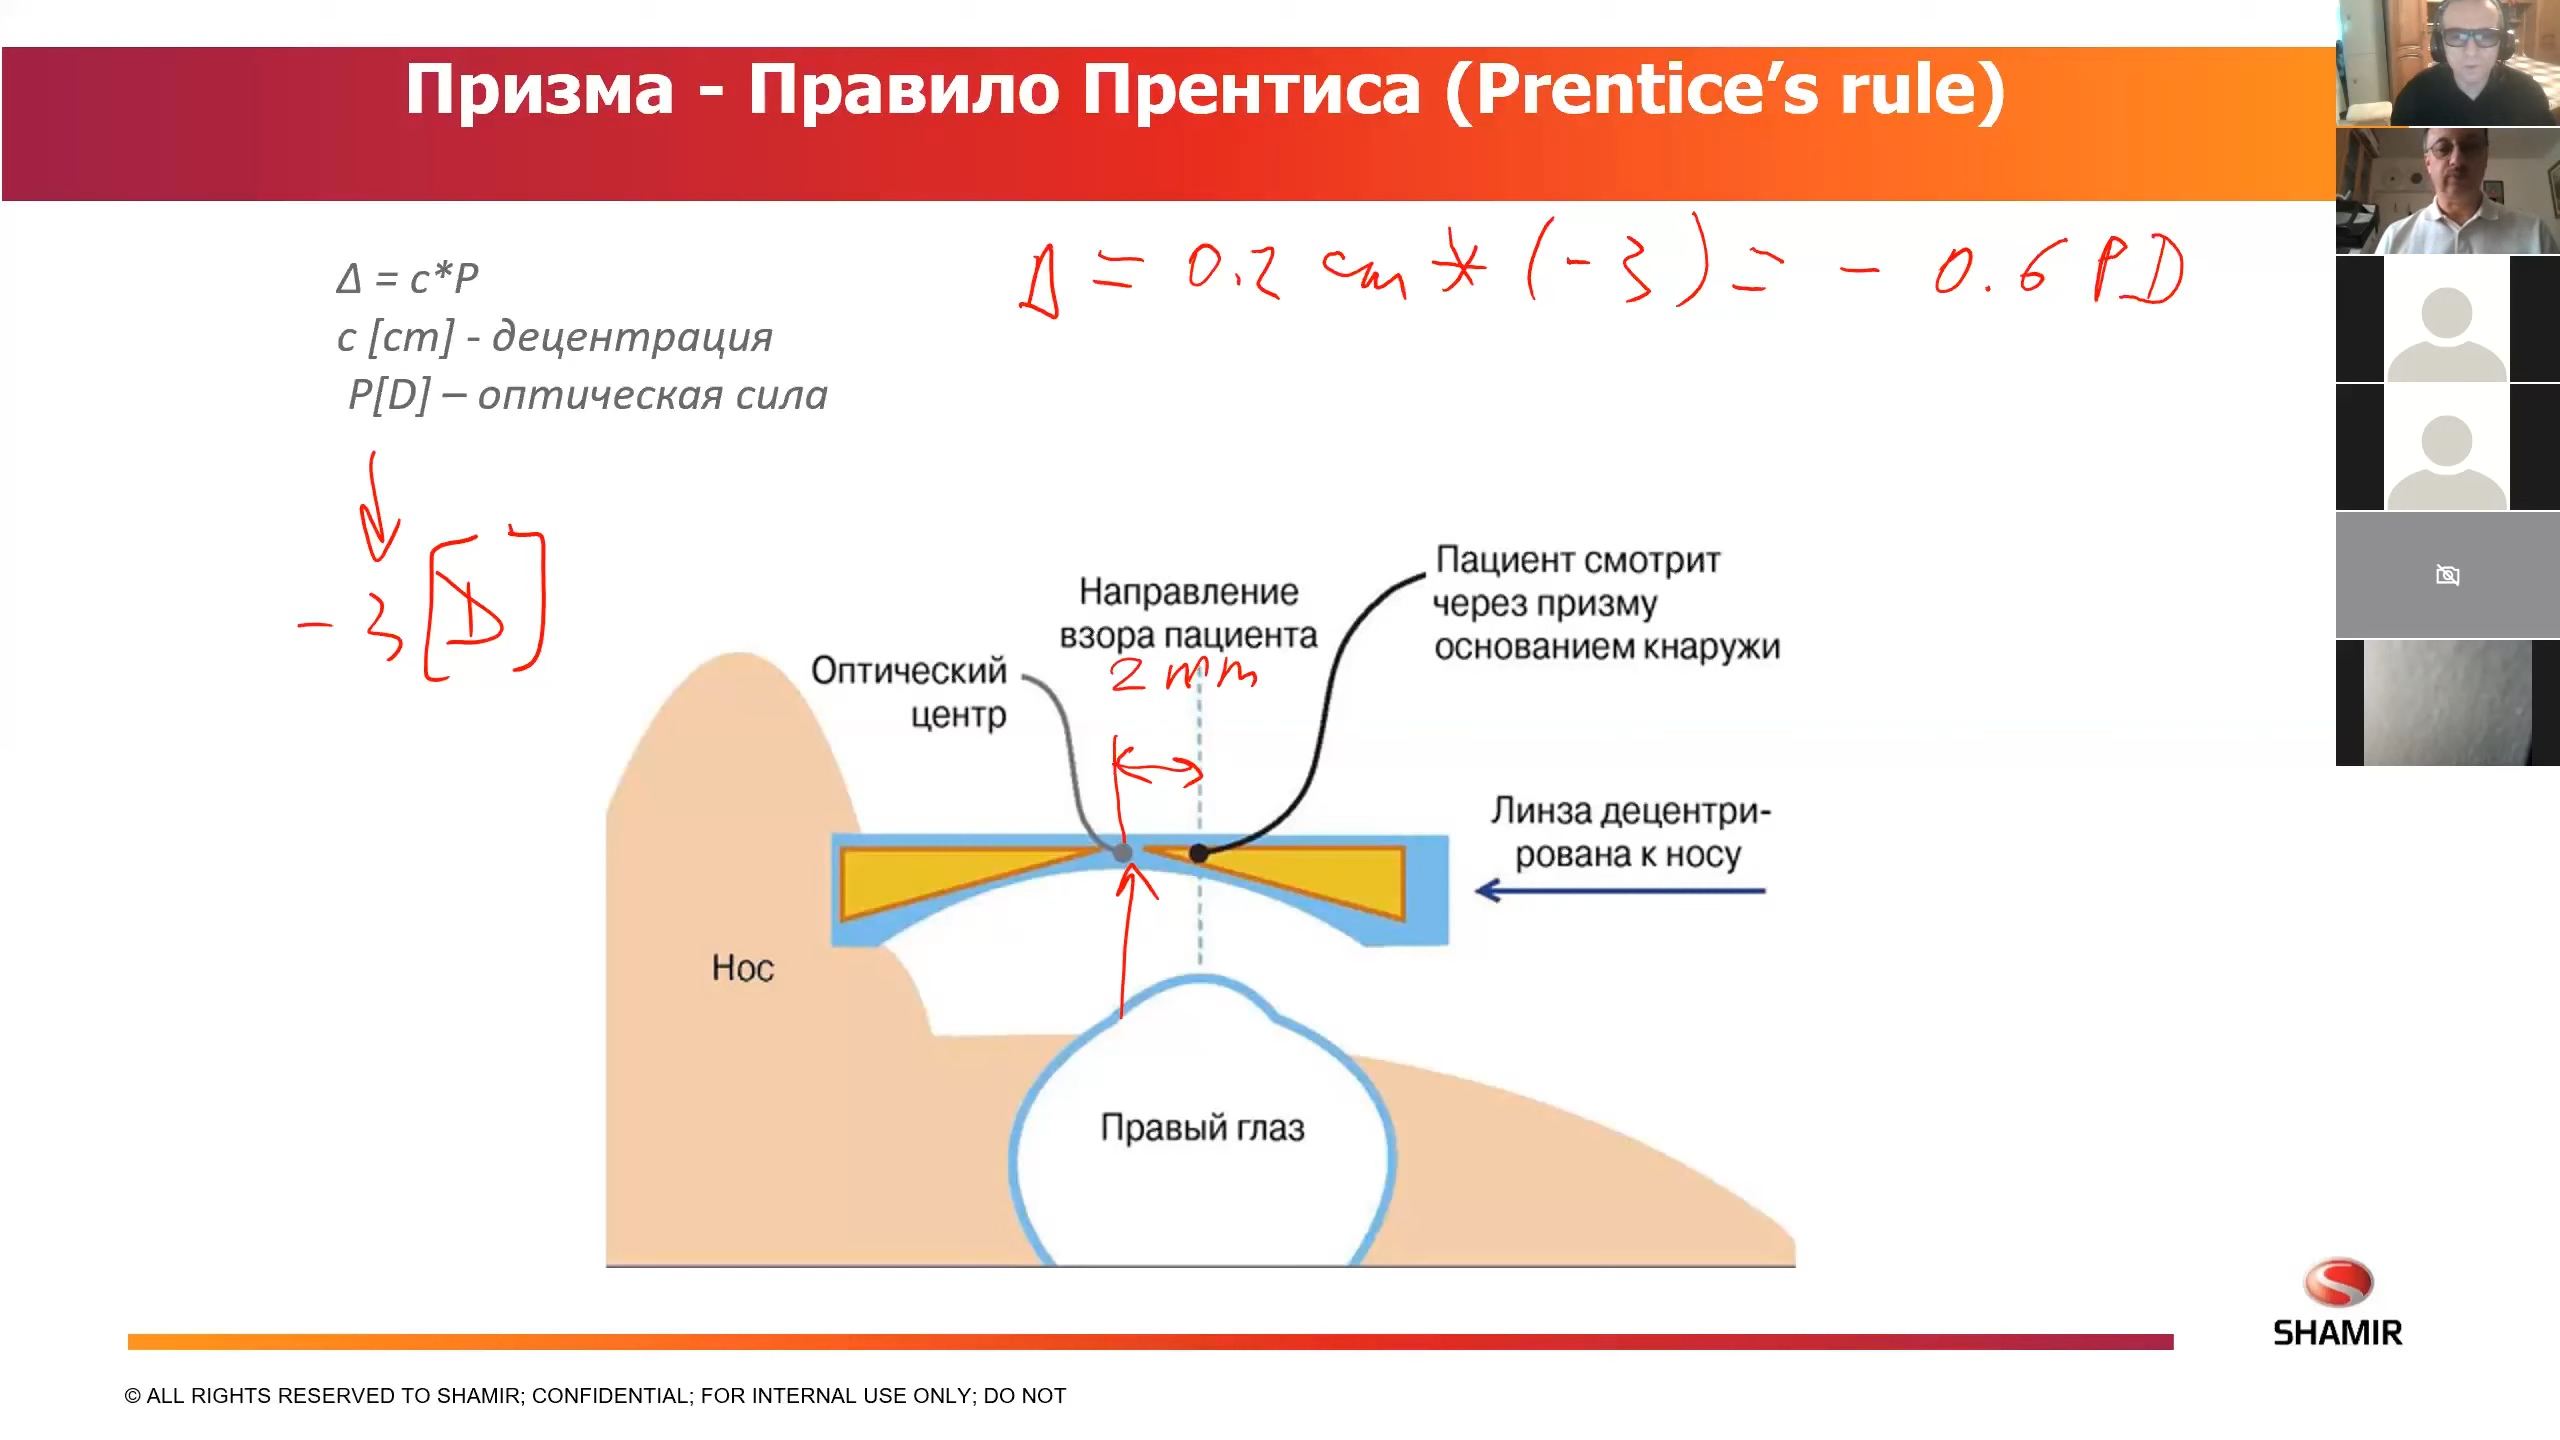 Призма - Правило Прентиса (Prentice’s rule)
Δ = c*P
c [cm] - децентрация
P[D] – оптическая сила
Δ = 0.2 cm * (-3) = - 0.6 PD
- 3 [D]
Направление
взора пациента
2 mm
Пациент смотрит
через призму
основанием кнаружи
Оптический
центр
Линза децентри-
рована к носу
Нос
Правый глаз
SHAMIR
© ALL RIGHTS RESERVED TO SHAMIR; CONFIDENTIAL; FOR INTERNAL USE ONLY; DO NOT